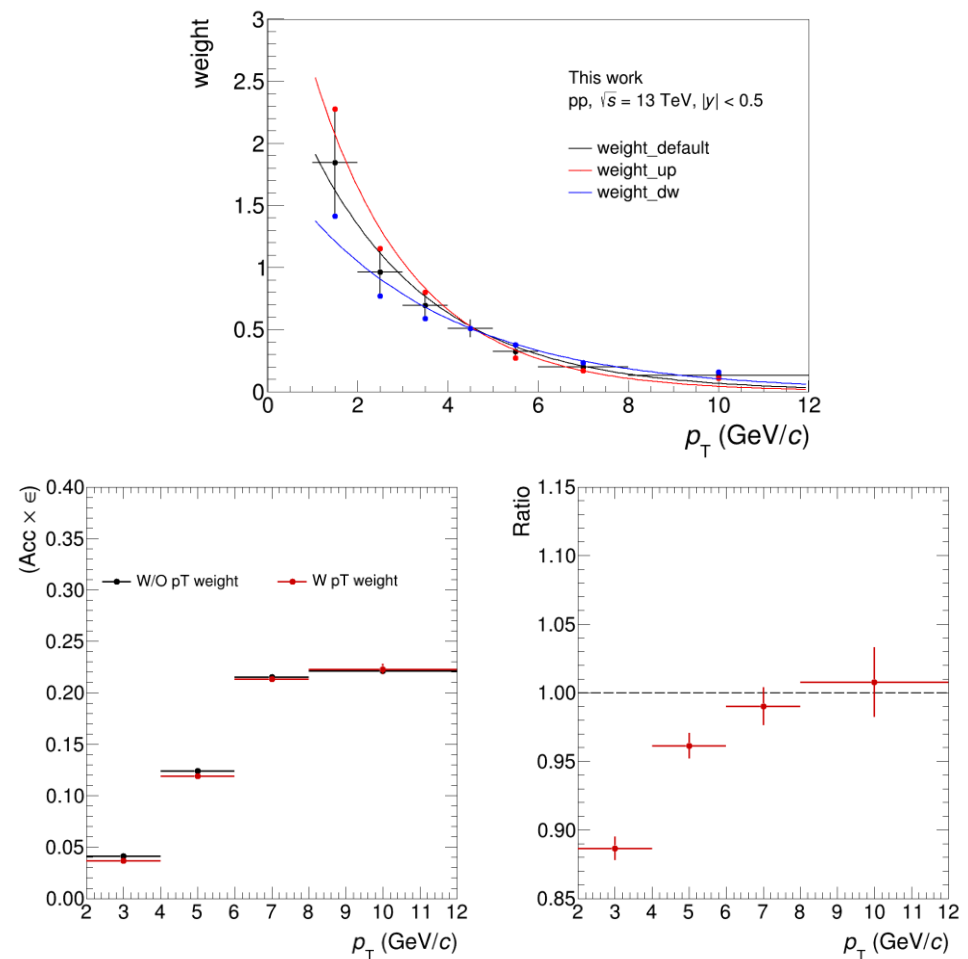 weight
3
2.5
2
1.5
1
0.5
0
This work
pp, √s = 13 TeV, |y| < 0.5
weight_default
weight_up
weight_dw
0 2 4 6 8 10 12
p_T (GeV/c)
(Acc × ϵ)
0.40
0.35
0.30
0.25
0.20
0.15
0.10
0.05
0.00
W/O pT weight
W pT weight
2 3 4 5 6 7 8 9 10 11 12
p_T (GeV/c)
Ratio
1.15
1.10
1.05
1.00
0.95
0.90
0.85
2 3 4 5 6 7 8 9 10 11 12
p_T (GeV/c)